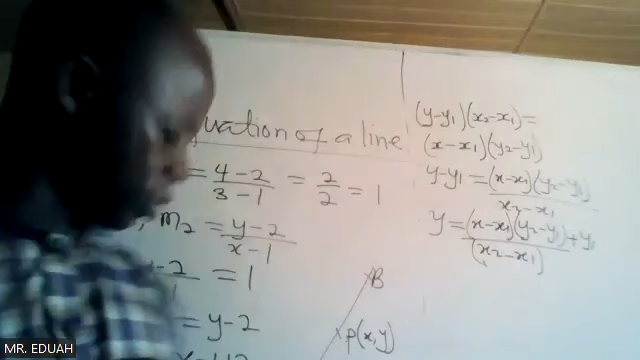 quation of a line
= 4-2 / 3-1 = 2/2 = 1
, m₂ = y-2 / x-1
-2 = 1
= y-2
B
P(x,y)
(y-y₁)(x₂-x₁)=
(x-x₁)(y₂-y₁)
y-y₁=(x-x₁)(y₂-y₁) / x₂-x₁
y=(x-x₁)(y₂-y₁) / (x₂-x₁) + y₁
MR. EDUAH